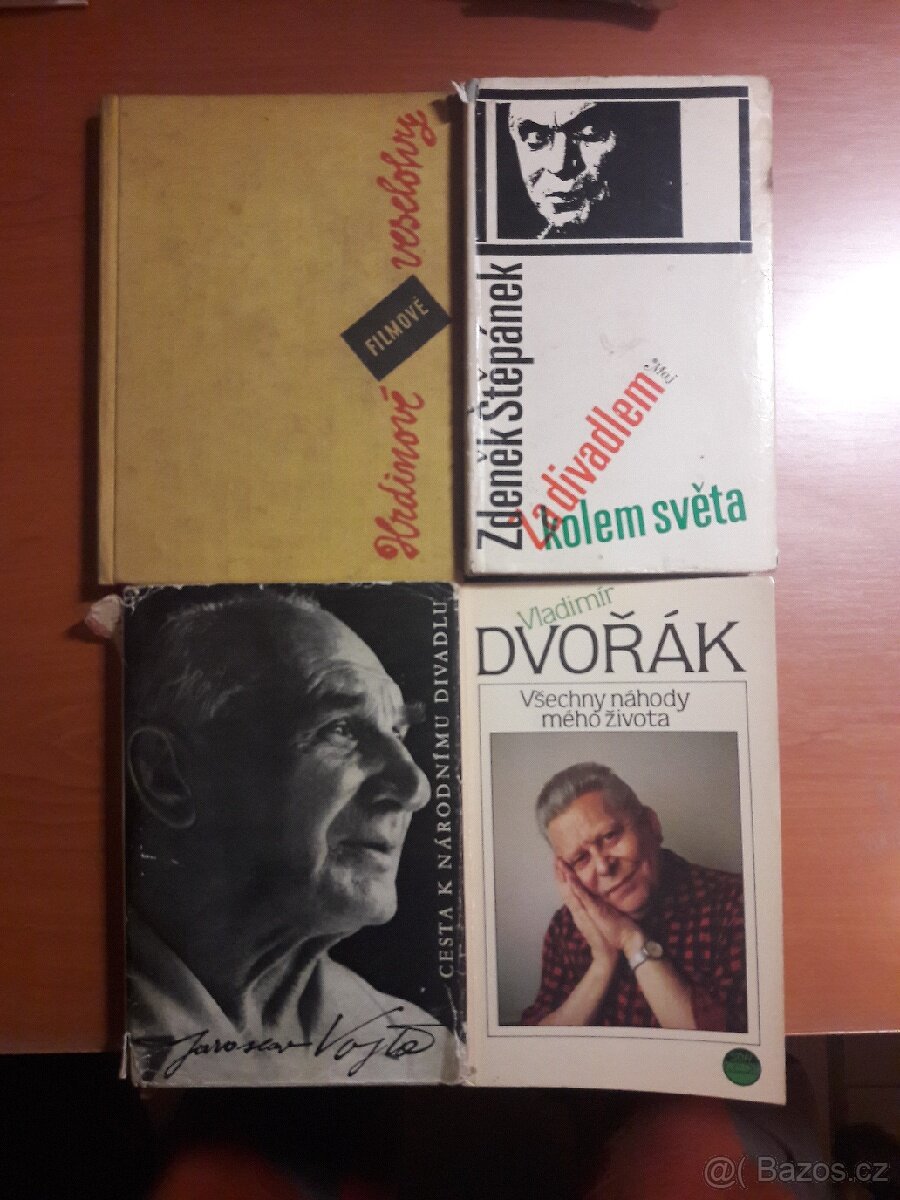 Hrdinové
FILMOVÉ
veselohry
Zdeněk Štěpánek
Za divadlem
Máj
kolem světa
CESTA K NÁRODNÍMU DIVADLU
Jaroslav Vojta
Vladimír
DVOŘÁK
Všechny náhody
mého života
@( Bazos.cz